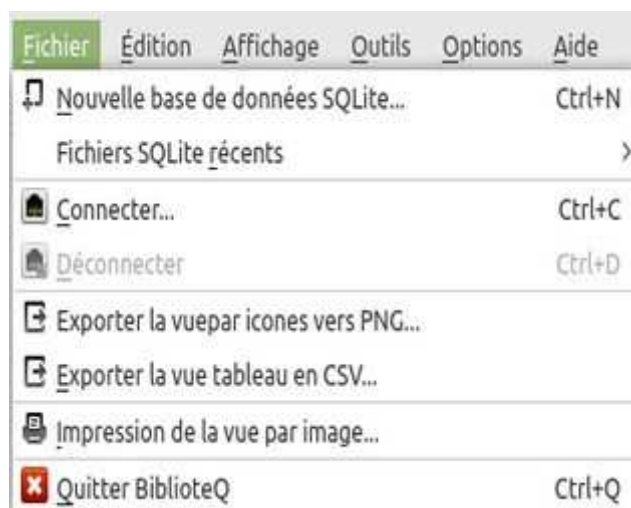 Fichier Édition Affichage Outils Options Aide
Nouvelle base de données SQLite... Ctrl+N
Fichiers SQLite récents
Connecter... Ctrl+C
Déconnecter Ctrl+D
Exporter la vuepar icones vers PNG...
Exporter la vue tableau en CSV...
Impression de la vue par image...
Quitter BiblioteQ Ctrl+Q